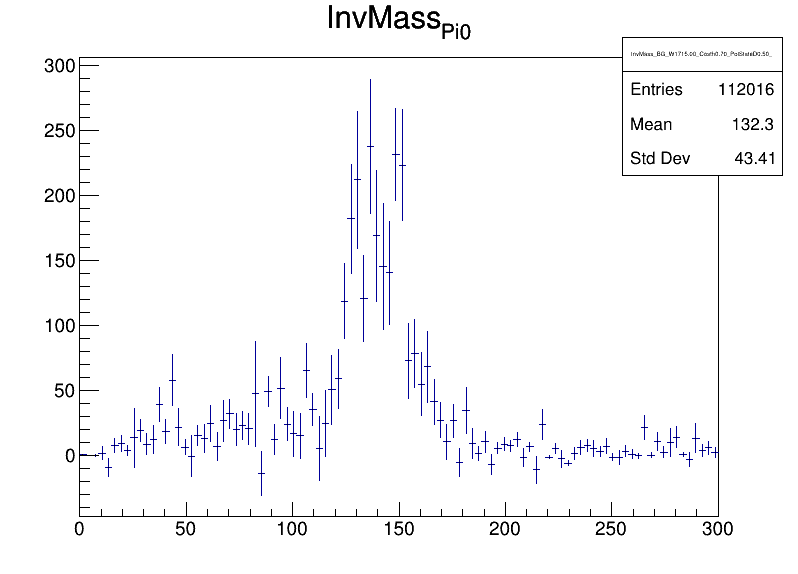 InvMass_Pi0
InvMass_BG_W1715.00_Costh0.70_PolStateD0.50_
Entries 112016
Mean 132.3
Std Dev 43.41
300
250
200
150
100
50
0
0 50 100 150 200 250 300